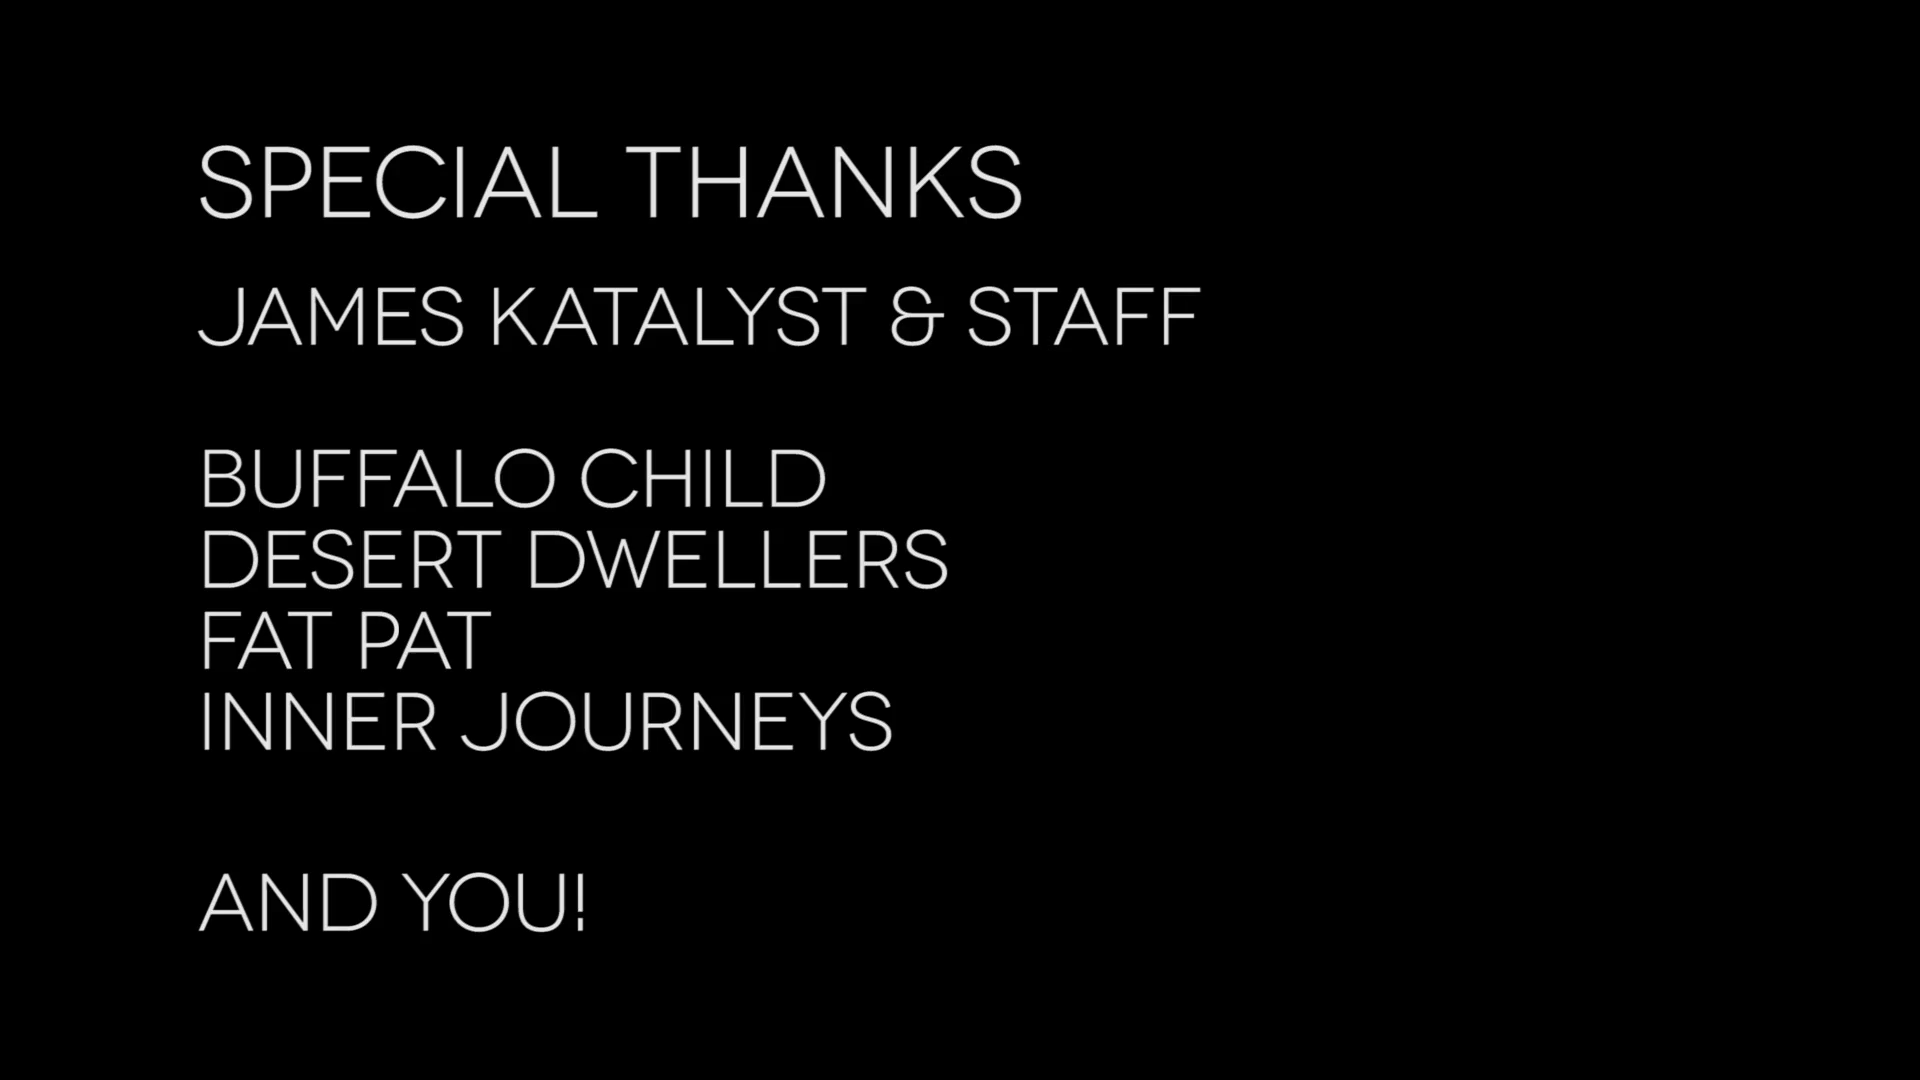 SPECIAL THANKS
JAMES KATALYST & STAFF
BUFFALO CHILD
DESERT DWELLERS
FAT PAT
INNER JOURNEYS
AND YOU!